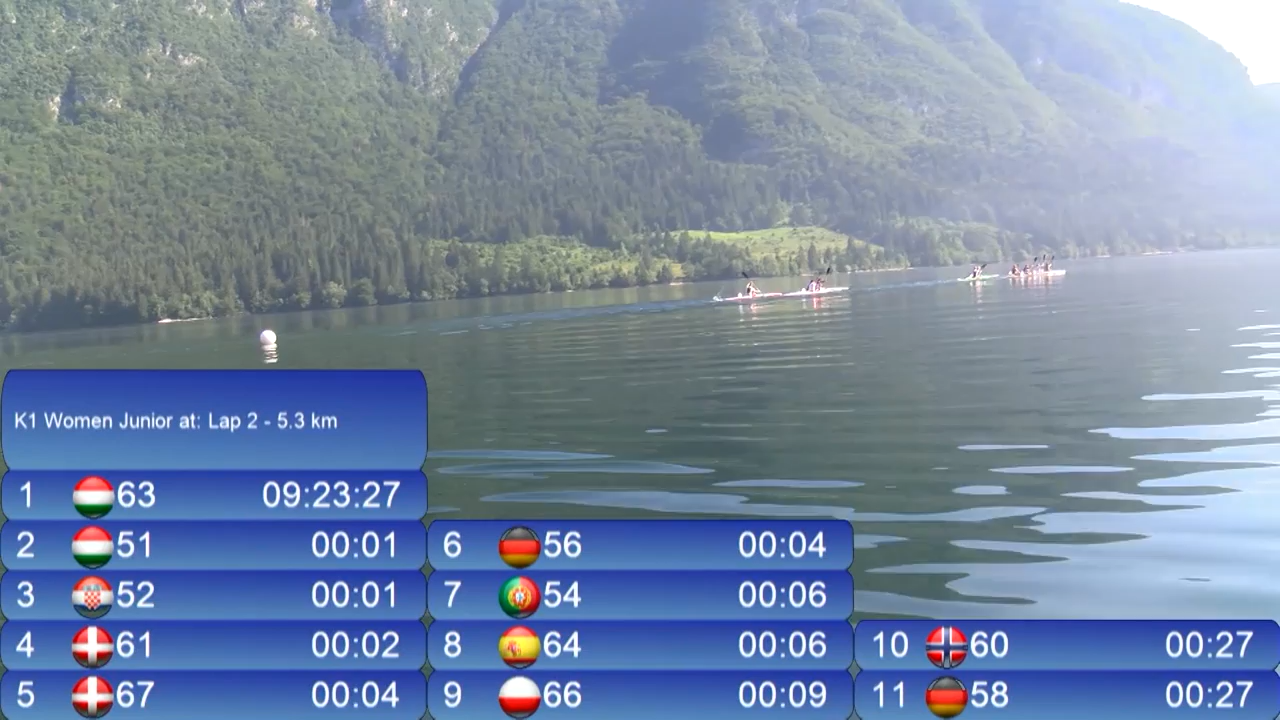 K1 Women Junior at: Lap 2 - 5.3 km
1 63 09:23:27
2 51 00:01
3 52 00:01
4 61 00:02
5 67 00:04
6 56 00:04
7 54 00:06
8 64 00:06
9 66 00:09
10 60 00:27
11 58 00:27